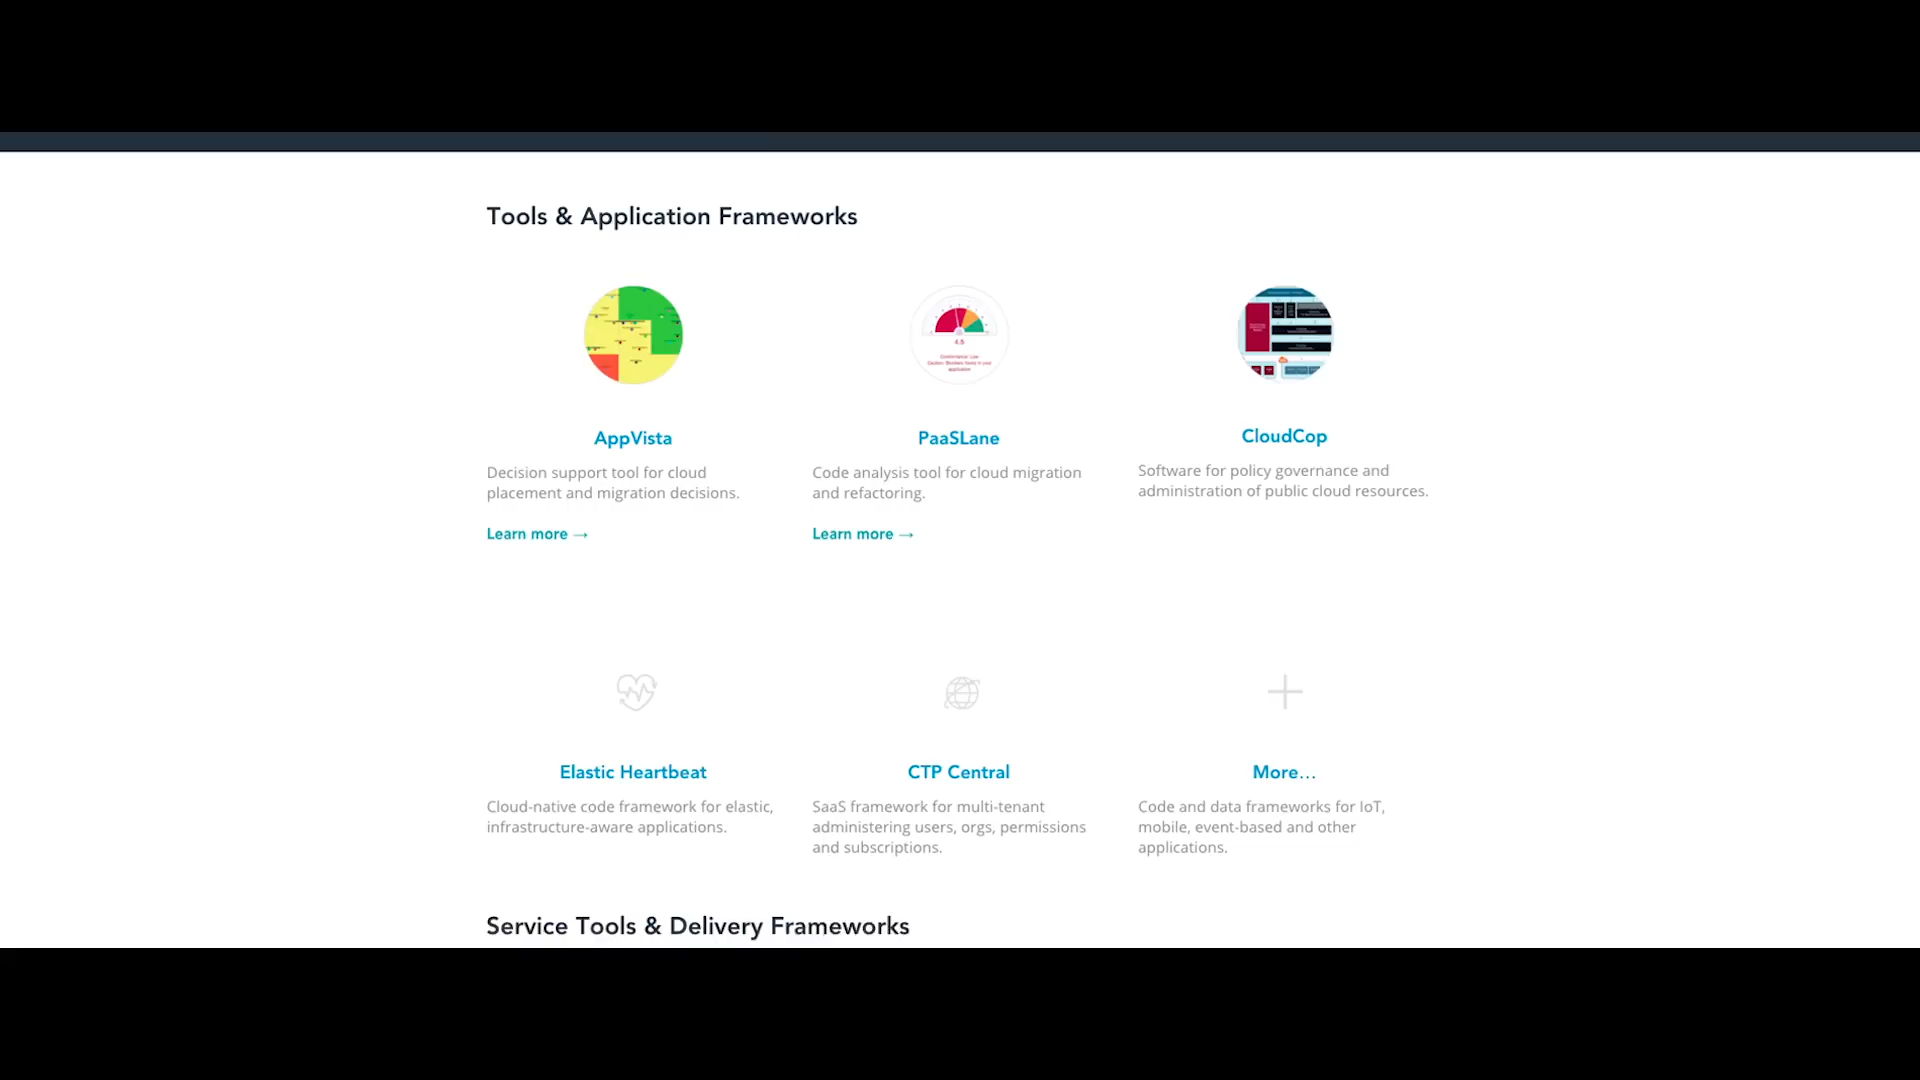 Tools & Application Frameworks
4.5
AppVista
PaaSLane
CloudCop
Decision support tool for cloud
placement and migration decisions.
Code analysis tool for cloud migration
and refactoring.
Software for policy governance and
administration of public cloud resources.
Learn more →
Learn more →
Elastic Heartbeat
CTP Central
More...
Cloud-native code framework for elastic,
infrastructure-aware applications.
SaaS framework for multi-tenant
administering users, orgs, permissions
and subscriptions.
Code and data frameworks for IoT,
mobile, event-based and other
applications.
Service Tools & Delivery Frameworks